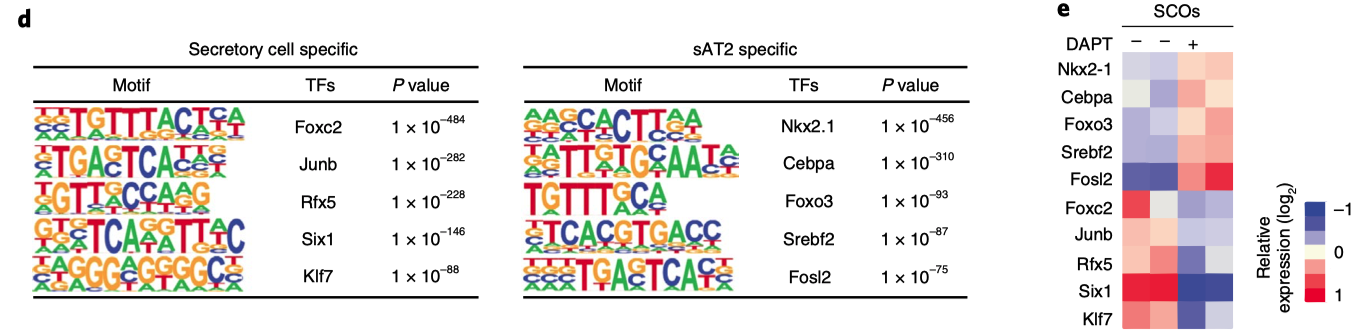 d
Secretory cell specific
Motif TFs P value
Foxc2 1 × 10⁻⁴⁸⁴
Junb 1 × 10⁻²⁸²
Rfx5 1 × 10⁻²²⁸
Six1 1 × 10⁻¹⁴⁶
Klf7 1 × 10⁻⁸⁸
sAT2 specific
Motif TFs P value
Nkx2.1 1 × 10⁻⁴⁵⁶
Cebpa 1 × 10⁻³¹⁰
Foxo3 1 × 10⁻⁹³
Srebf2 1 × 10⁻⁸⁷
Fosl2 1 × 10⁻⁷⁵
e
SCOs
DAPT – – +
Nkx2-1
Cebpa
Foxo3
Srebf2
Fosl2
Foxc2
Junb
Rfx5
Six1
Klf7
Relative
expression (log₂)
–1
0
1